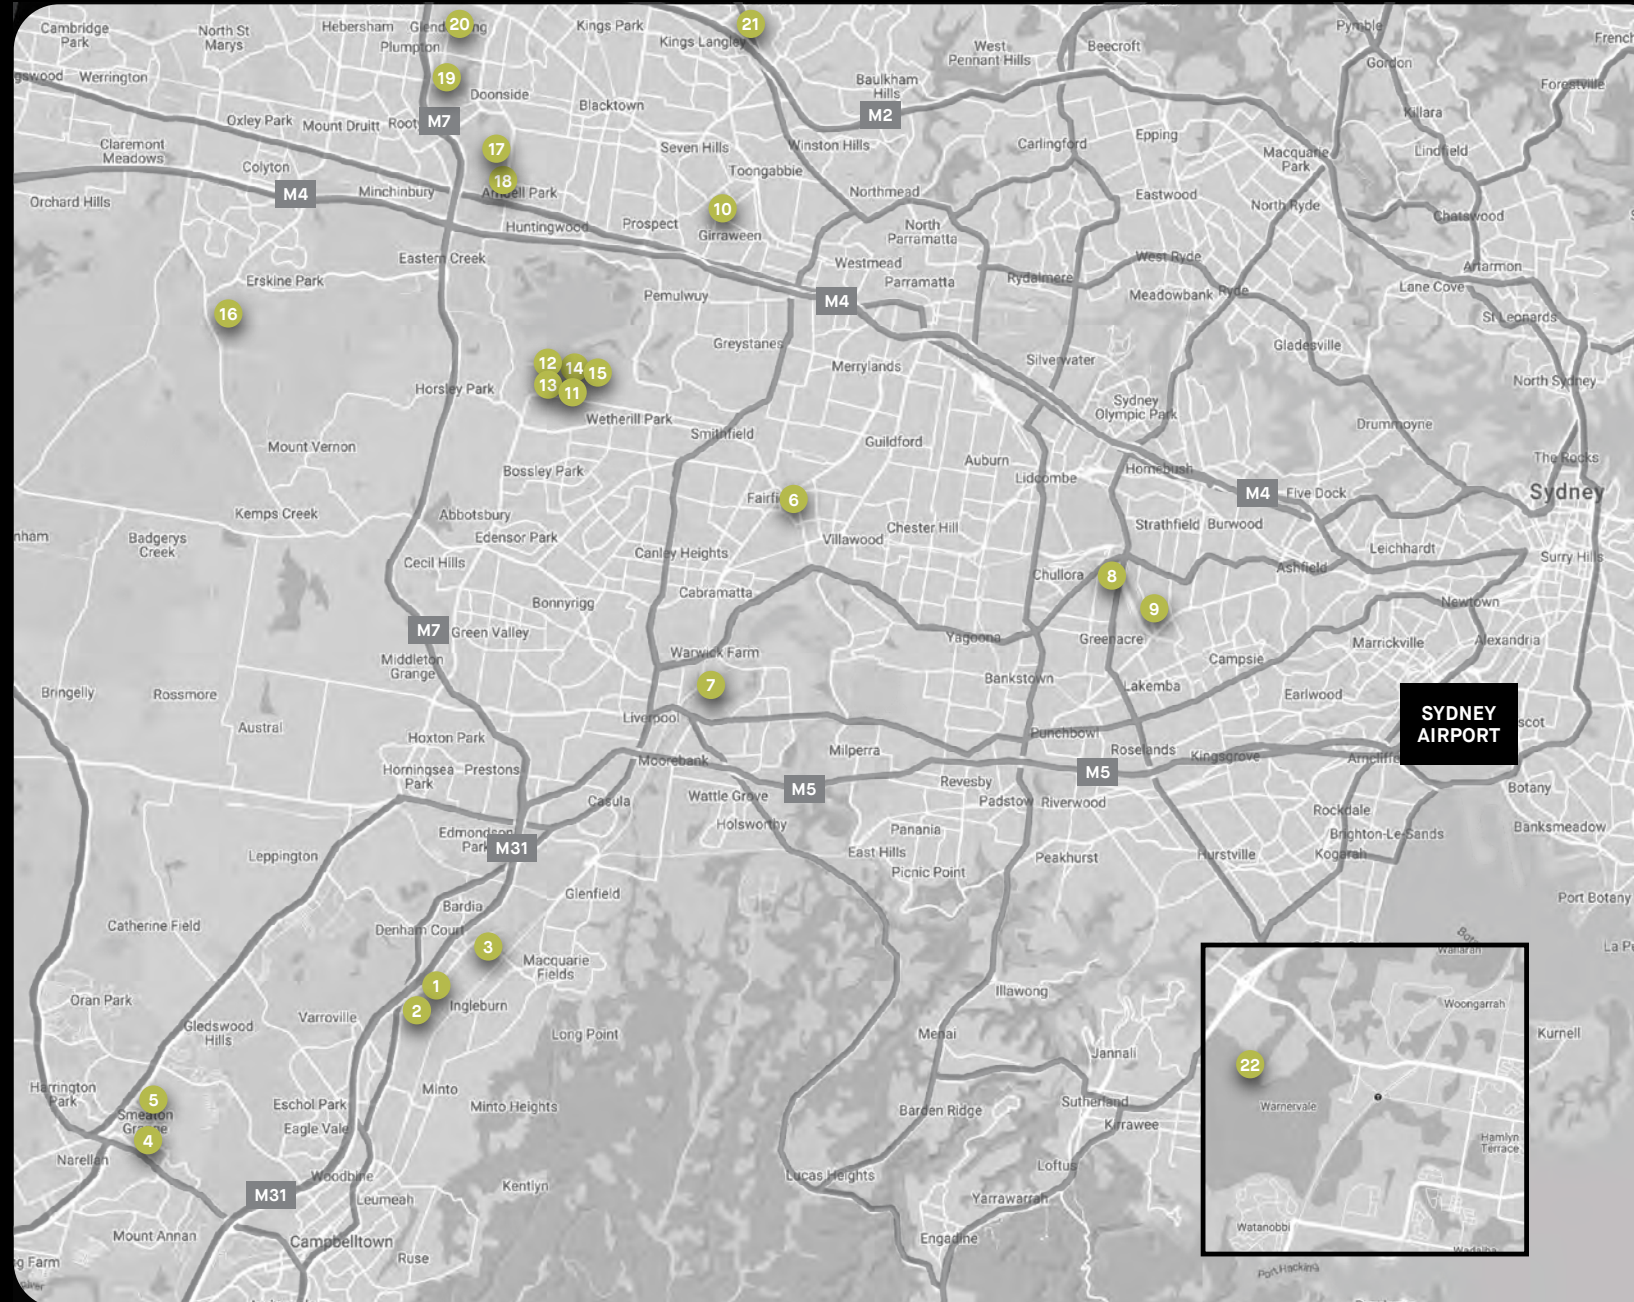 Cambridge
Park
North St
Marys
Hebersham
20
Plumpton
Kings Park
Kings Langley
21
West
Pennant Hills
Beecroft
Pymble
Gordon
Forestville
Werrington
19
Doonside
Blacktown
Baulkham
Hills
M2
Killara
Oxley Park
Mount Druitt
M7
Claremont
Meadows
17
Seven Hills
Winston Hills
Carlingford
Epping
Macquarie
Park
Lindfield
Colyton
Toongabbie
M4
Minchinbury
18
Arndell Park
Northmead
Eastwood
Orchard Hills
10
North Ryde
Chatswood
Huntingwood
Prospect
Girraween
North
Parramatta
Eastern Creek
Westmead
West Ryde
Artarmon
Erskine Park
Parramatta
Rydalmere
Lane Cove
Pemulwuy
M4
Meadowbank
Ryde
16
St Leonards
Greystanes
Gladesville
12
14
15
Merrylands
Silverwater
13
11
Horsley Park
North Sydney
Sydney
Olympic Park
Wetherill Park
Smithfield
Drummoyne
Mount Vernon
Guildford
Auburn
The Rocks
Bossley Park
Homebush
Lidcombe
6
M4
Five Dock
Sydney
Kemps Creek
Abbotsbury
Chester Hill
Strathfield
Burwood
Badgerys
Creek
Edensor Park
Villawood
Canley Heights
Leichhardt
Surry Hills
Cecil Hills
Chullora
8
Ashfield
Cabramatta
Bonnyrigg
9
Newtown
M7
Green Valley
Yagoona
Greenacre
Marrickville
Alexandria
Middleton
Grange
Warwick Farm
Campsie
7
Bankstown
Lakemba
Earlwood
Bringelly
Rossmore
SYDNEY
AIRPORT
Liverpool
Austral
Hoxton Park
Punchbowl
Milperra
Roselands
Kingsgrove
Moorebank
Horningsea
Park
Prestons
M5
M5
Revesby
Botany
Wattle Grove
Casula
Padstow
Riverwood
Rockdale
Holsworthy
Panania
Brighton-Le-Sands
Banksmeadow
Edmondson
Park
M31
Leppington
East Hills
Peakhurst
Hurstville
Kogarah
Picnic Point
Glenfield
Port Botany
Bardia
Catherine Field
Denham Court
3
Macquarie
Fields
1
Illawong
Oran Park
2
Ingleburn
Woongarrah
Varroville
Gledswood
Hills
Long Point
Menai
Kurnell
Jannali
22
Harrington
Park
5
Minto
Eschol Park
Minto Heights
Barden Ridge
Sutherland
Warnervale
Smeaton
Grange
Kirrawee
Eagle Vale
4
Hamlyn
Terrace
Narellan
Loftus
Woodbine
Lucas Heights
M31
Kentlyn
Leumeah
Yarrawarrah
Mount Annan
Campbelltown
Engadine
Watanobbi
Ruse
Port Hacking